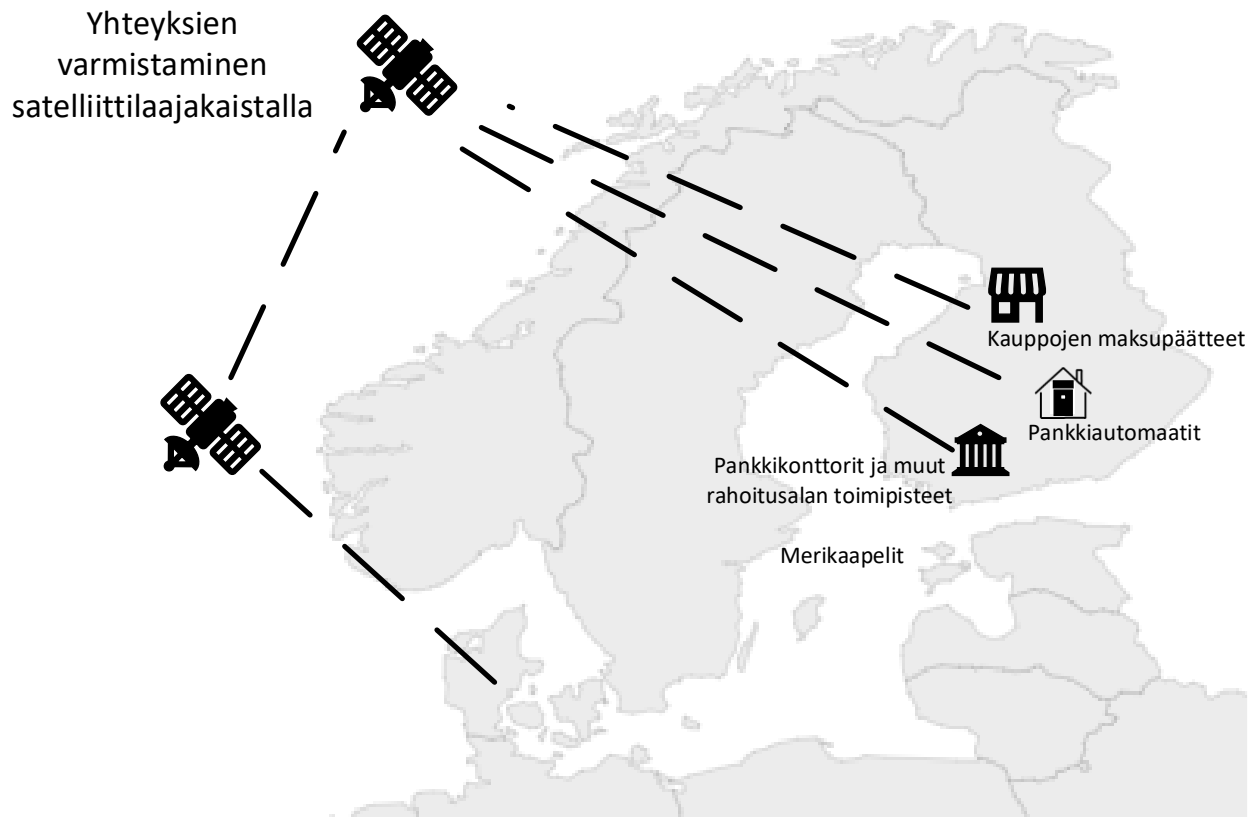 Yhteyksien
varmistaminen
satelliittilaajakaistalla
Kauppojen maksupäätteet
Pankkiautomaatit
Pankkikonttorit ja muut
rahoitusalan toimipisteet
Merikaapelit